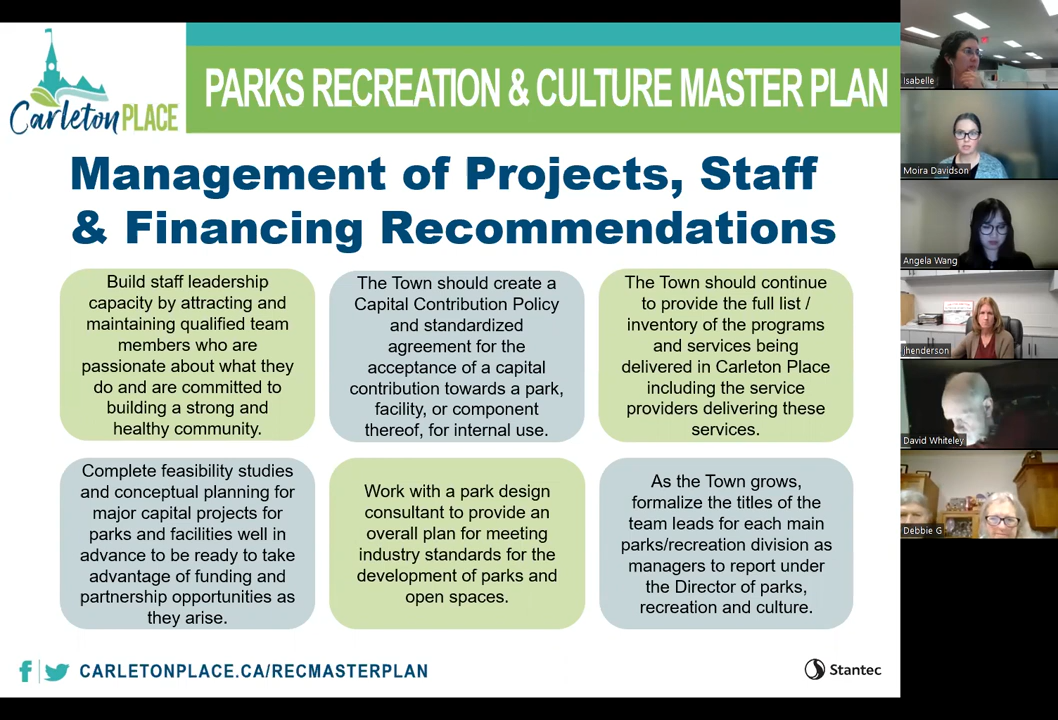 Carleton PLACE
PARKS RECREATION & CULTURE MASTER PLAN
Management of Projects, Staff
& Financing Recommendations
Build staff leadership
capacity by attracting and
maintaining qualified team
members who are
passionate about what they
do and are committed to
building a strong and
healthy community.
The Town should create a
Capital Contribution Policy
and standardized
agreement for the
acceptance of a capital
contribution towards a park,
facility, or component
thereof, for internal use.
The Town should continue
to provide the full list /
inventory of the programs
and services being
delivered in Carleton Place
including the service
providers delivering these
services.
Complete feasibility studies
and conceptual planning for
major capital projects for
parks and facilities well in
advance to be ready to take
advantage of funding and
partnership opportunities as
they arise.
Work with a park design
consultant to provide an
overall plan for meeting
industry standards for the
development of parks and
open spaces.
As the Town grows,
formalize the titles of the
team leads for each main
parks/recreation division as
managers to report under
the Director of parks,
recreation and culture.
CARLETONPLACE.CA/RECMASTERPLAN
Stantec
Isabelle
Moira Davidson
Angela Wang
jhenderson
David Whiteley
Debbie G